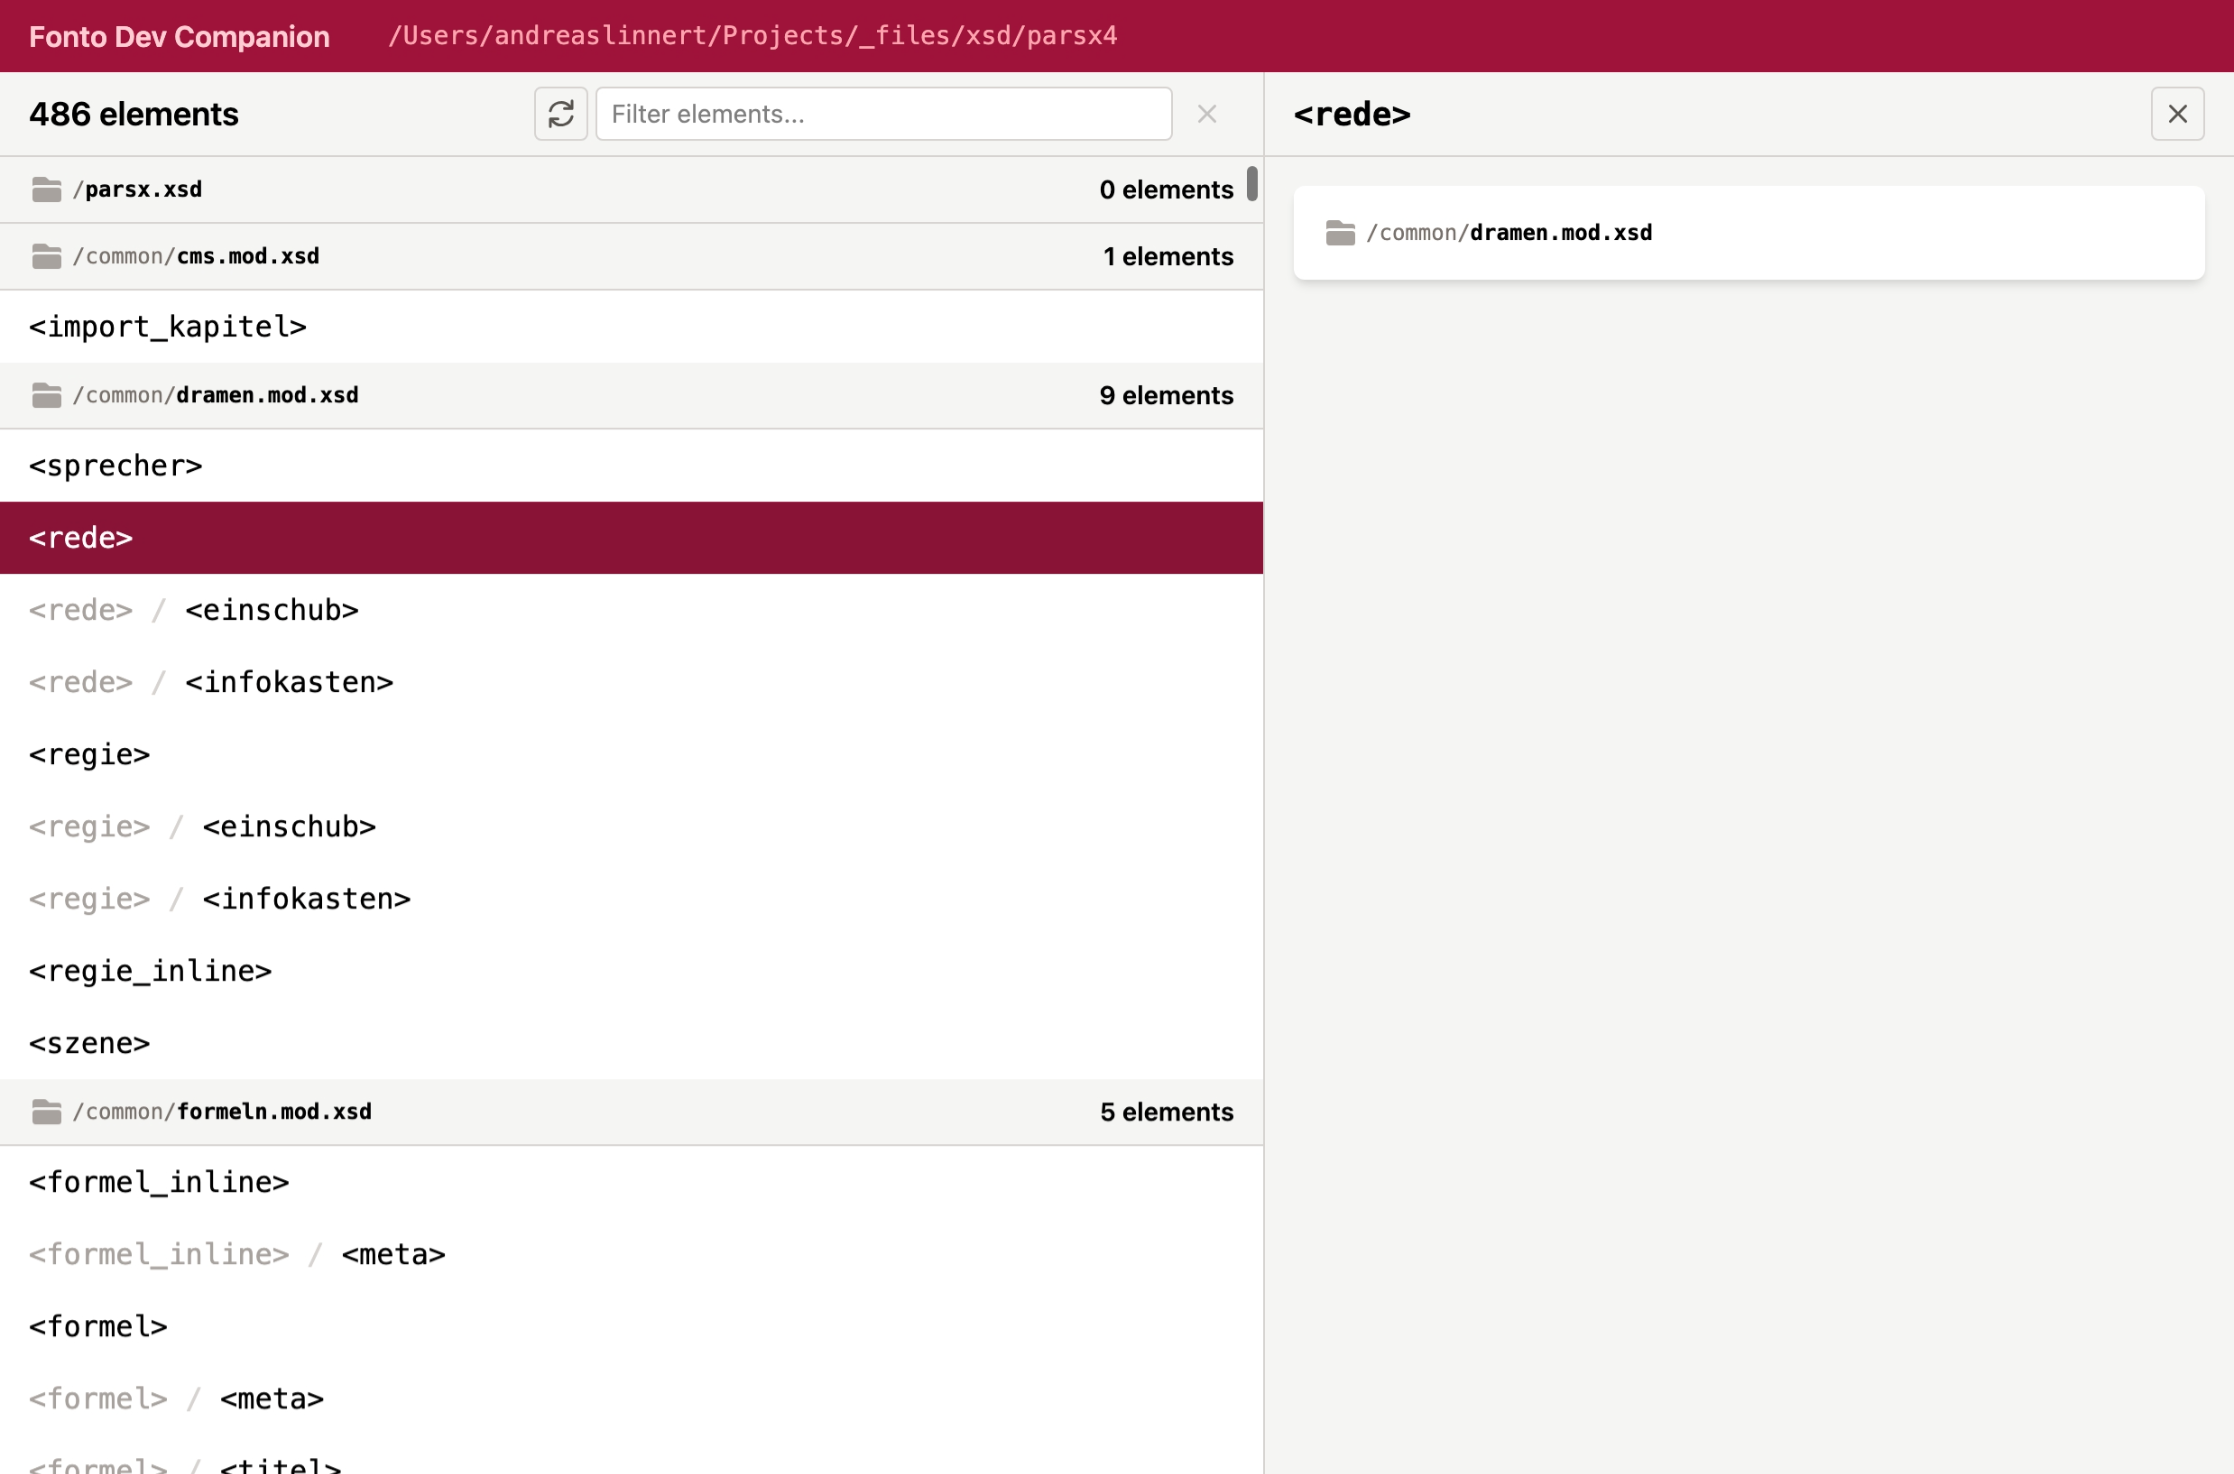 Fonto Dev Companion /Users/andreaslinnert/Projects/_files/xsd/parsx4
486 elements
Filter elements...
/parsx.xsd 0 elements
/common/cms.mod.xsd 1 elements
<import_kapitel>
/common/dramen.mod.xsd 9 elements
<sprecher>
<rede>
<rede> / <einschub>
<rede> / <infokasten>
<regie>
<regie> / <einschub>
<regie> / <infokasten>
<regie_inline>
<szene>
/common/formeln.mod.xsd 5 elements
<formel_inline>
<formel_inline> / <meta>
<formel>
<formel> / <meta>
<formel> / <titel>
<rede>
/common/dramen.mod.xsd